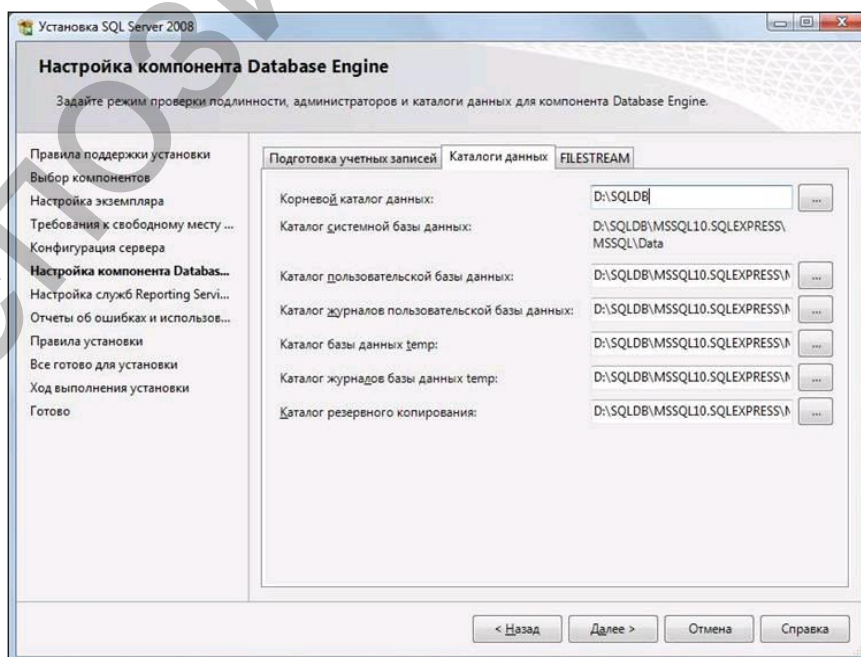 Установка SQL Server 2008
Настройка компонента Database Engine
Задайте режим проверки подлинности, администраторов и каталоги данных для компонента Database Engine.
Правила поддержки установки
Выбор компонентов
Настройка экземпляра
Требования к свободному месту ...
Конфигурация сервера
Настройка компонента Databas...
Настройка служб Reporting Servi...
Отчеты об ошибках и использов...
Правила установки
Все готово для установки
Ход выполнения установки
Готово
Подготовка учетных записей Каталоги данных FILESTREAM
Корневой каталог данных: D:\SQLDB ...
Каталог системной базы данных: D:\SQLDB\MSSQL10.SQLEXPRESS\
MSSQL\Data
Каталог пользовательской базы данных: D:\SQLDB\MSSQL10.SQLEXPRESS\ ...
Каталог журналов пользовательской базы данных: D:\SQLDB\MSSQL10.SQLEXPRESS\ ...
Каталог базы данных temp: D:\SQLDB\MSSQL10.SQLEXPRESS\ ...
Каталог журналов базы данных temp: D:\SQLDB\MSSQL10.SQLEXPRESS\ ...
Каталог резервного копирования: D:\SQLDB\MSSQL10.SQLEXPRESS\ ...
< Назад Далее > Отмена Справка